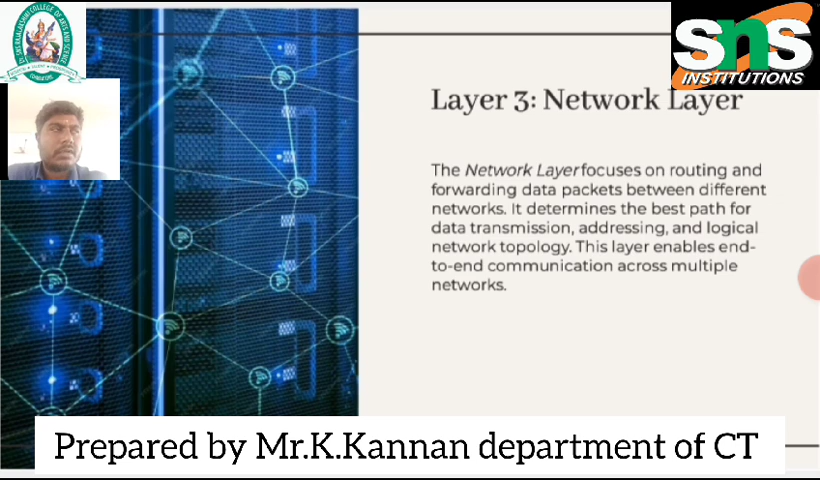 SNS
INSTITUTIONS
Layer 3: Network Layer
The Network Layer focuses on routing and
forwarding data packets between different
networks. It determines the best path for
data transmission, addressing, and logical
network topology. This layer enables end-
to-end communication across multiple
networks.
Prepared by Mr.K.Kannan department of CT